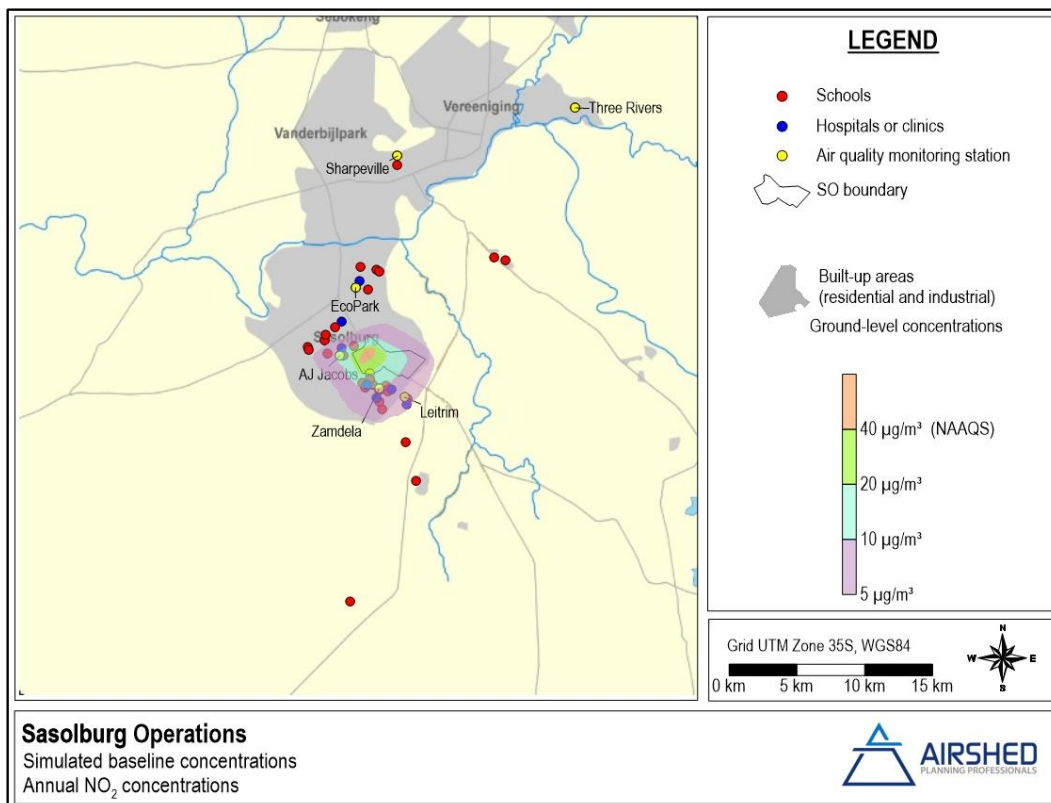 Sebokeng
Vereeniging
Three Rivers
Vanderbijlpark
Sharpeville
EcoPark
Sasolburg
AJ Jacobs
Leitrim
Zamdela
LEGEND
Schools
Hospitals or clinics
Air quality monitoring station
SO boundary
Built-up areas
(residential and industrial)
Ground-level concentrations
40 µg/m³ (NAAQS)
20 µg/m³
10 µg/m³
5 µg/m³
Grid UTM Zone 35S, WGS84
N
W E
S
0 km 5 km 10 km 15 km
Sasolburg Operations
Simulated baseline concentrations
Annual NO₂ concentrations
AIRSHED
PLANNING PROFESSIONALS